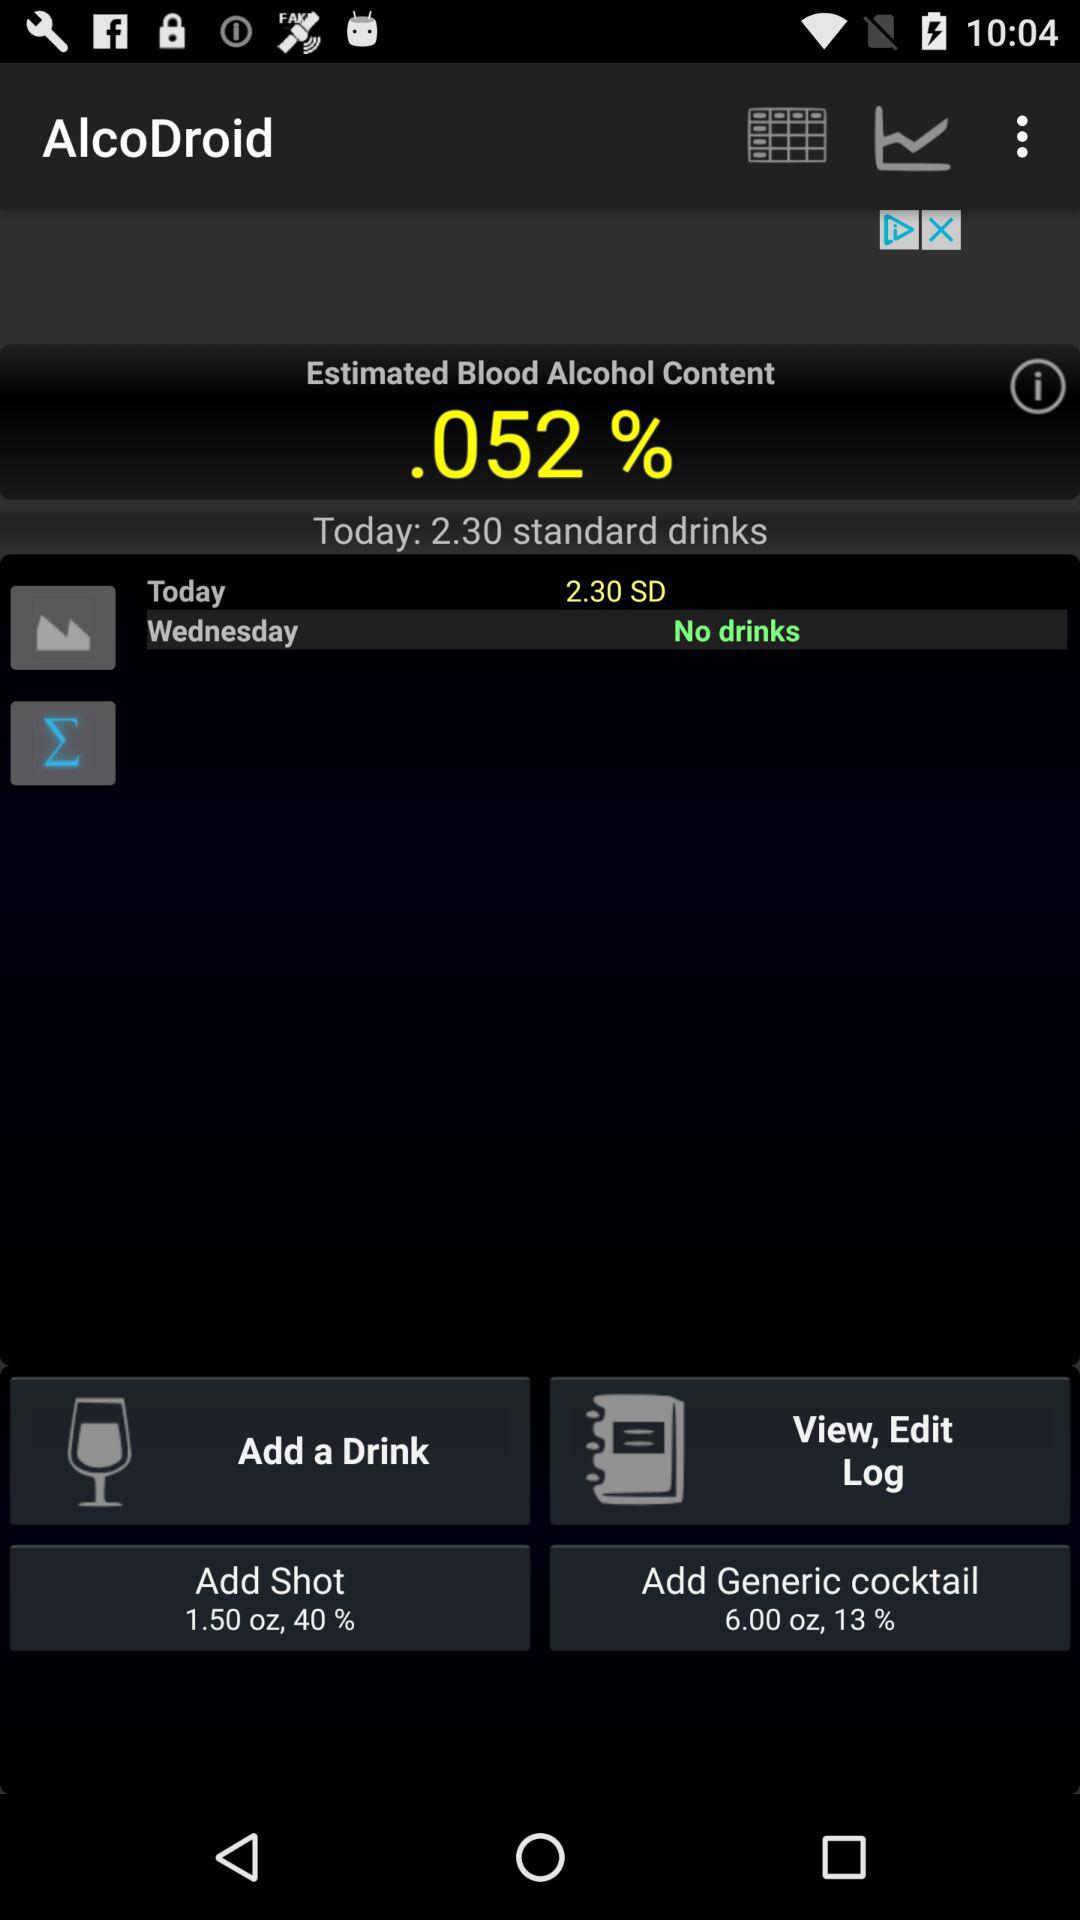 FAKE
10:04
AlcoDroid
Estimated Blood Alcohol Content
.052 %
Today: 2.30 standard drinks
Today 2.30 SD
Wednesday No drinks
Σ
Add a Drink
View, Edit
Log
Add Shot
1.50 oz, 40 %
Add Generic cocktail
6.00 oz, 13 %